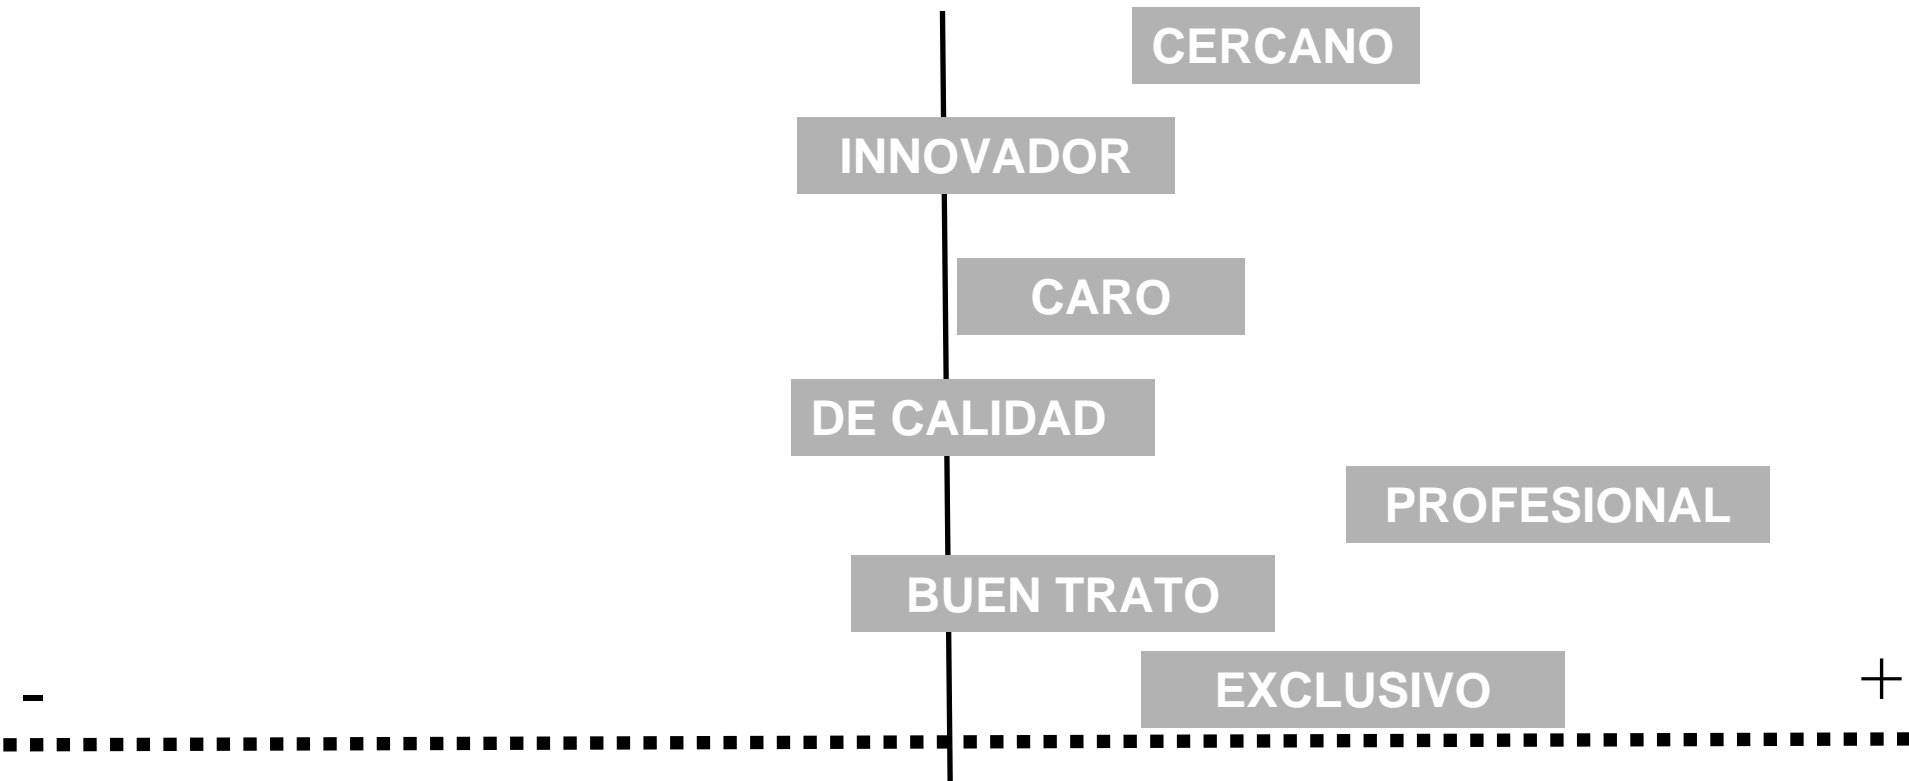 CERCANO
INNOVADOR
CARO
DE CALIDAD
PROFESIONAL
BUEN TRATO
EXCLUSIVO
- +